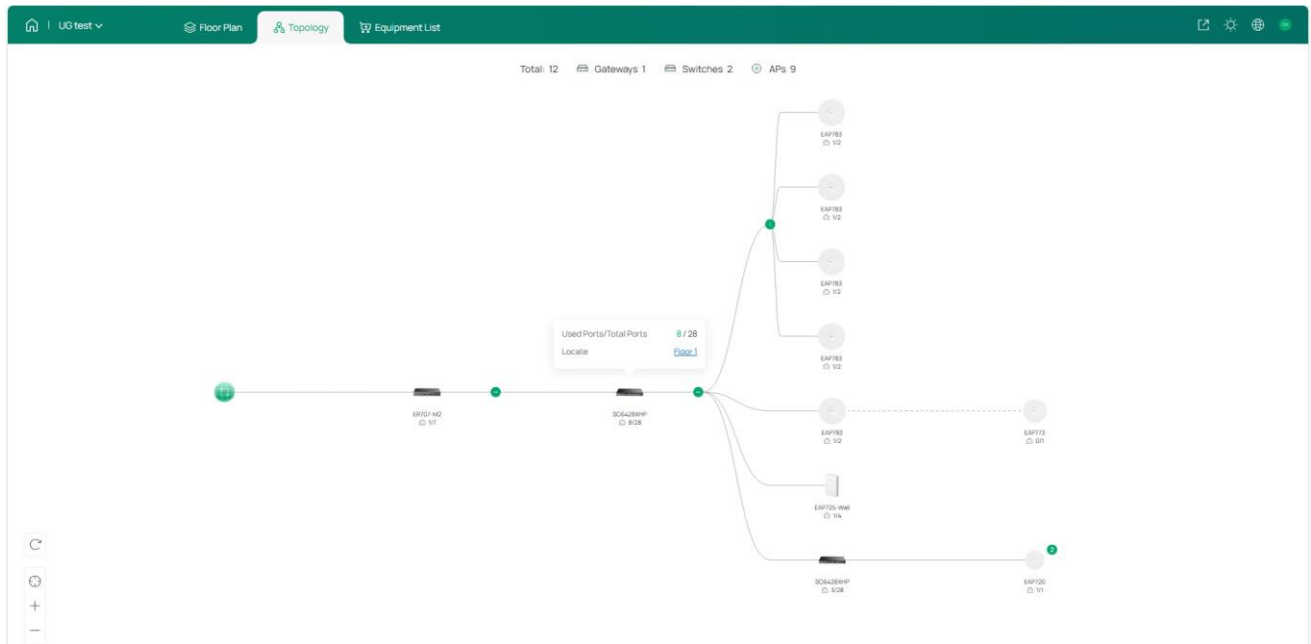 UG test
Floor Plan
Topology
Equipment List
Total: 12 Gateways 1 Switches 2 APs 9
EAP783
1/2
EAP783
1/2
EAP783
1/2
EAP783
1/2
Used Ports/Total Ports 8 / 28
Locate Floor 1
ER707-M2
1/7
SG6428XHP
8/28
EAP783
1/2
EAP773
0/1
EAP725-Wall
1/4
SG6428XHP
3/28
2
EAP720
1/1